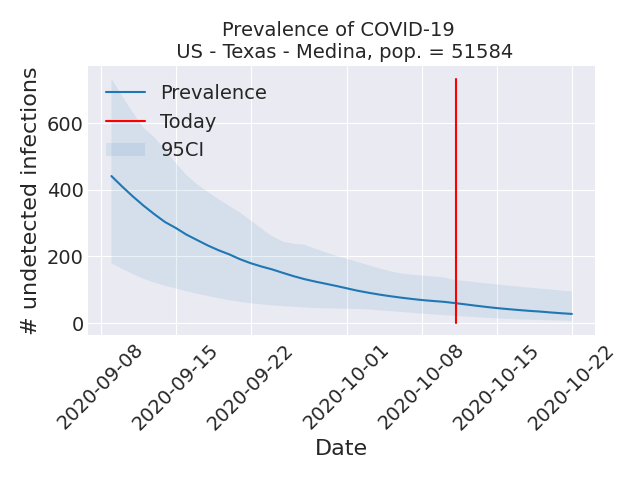 Prevalence of COVID-19
US - Texas - Medina, pop. = 51584
# undetected infections
600
400
200
0
Prevalence
Today
95CI
2020-09-08
2020-09-15
2020-09-22
2020-10-01
2020-10-08
2020-10-15
2020-10-22
Date